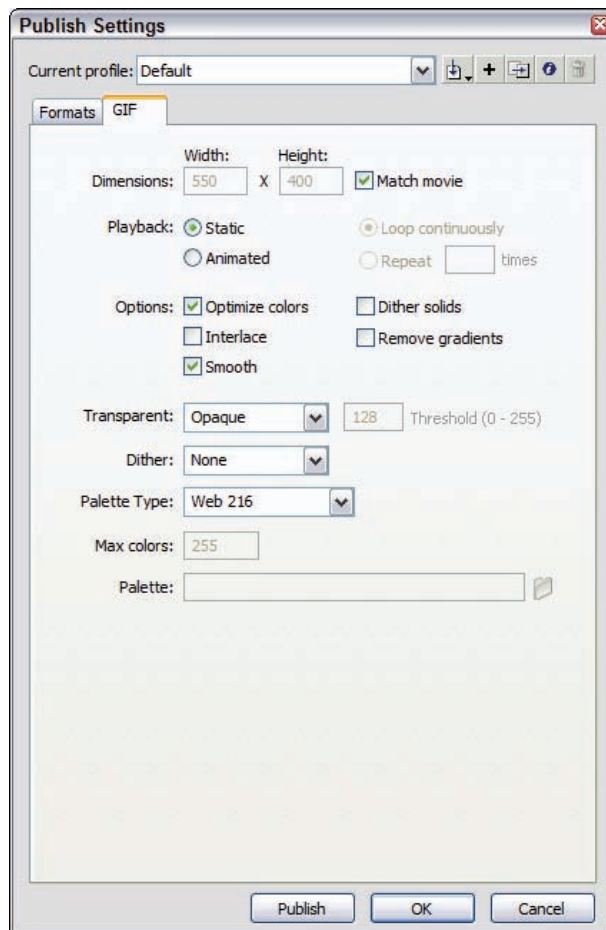 Publish Settings
Current profile: Default
Formats GIF
Width: Height:
Dimensions: 550 X 400 Match movie
Playback: Static Loop continuously
Animated Repeat times
Options: Optimize colors Dither solids
Interlace Remove gradients
Smooth
Transparent: Opaque 128 Threshold (0 - 255)
Dither: None
Palette Type: Web 216
Max colors: 255
Palette:
Publish OK Cancel